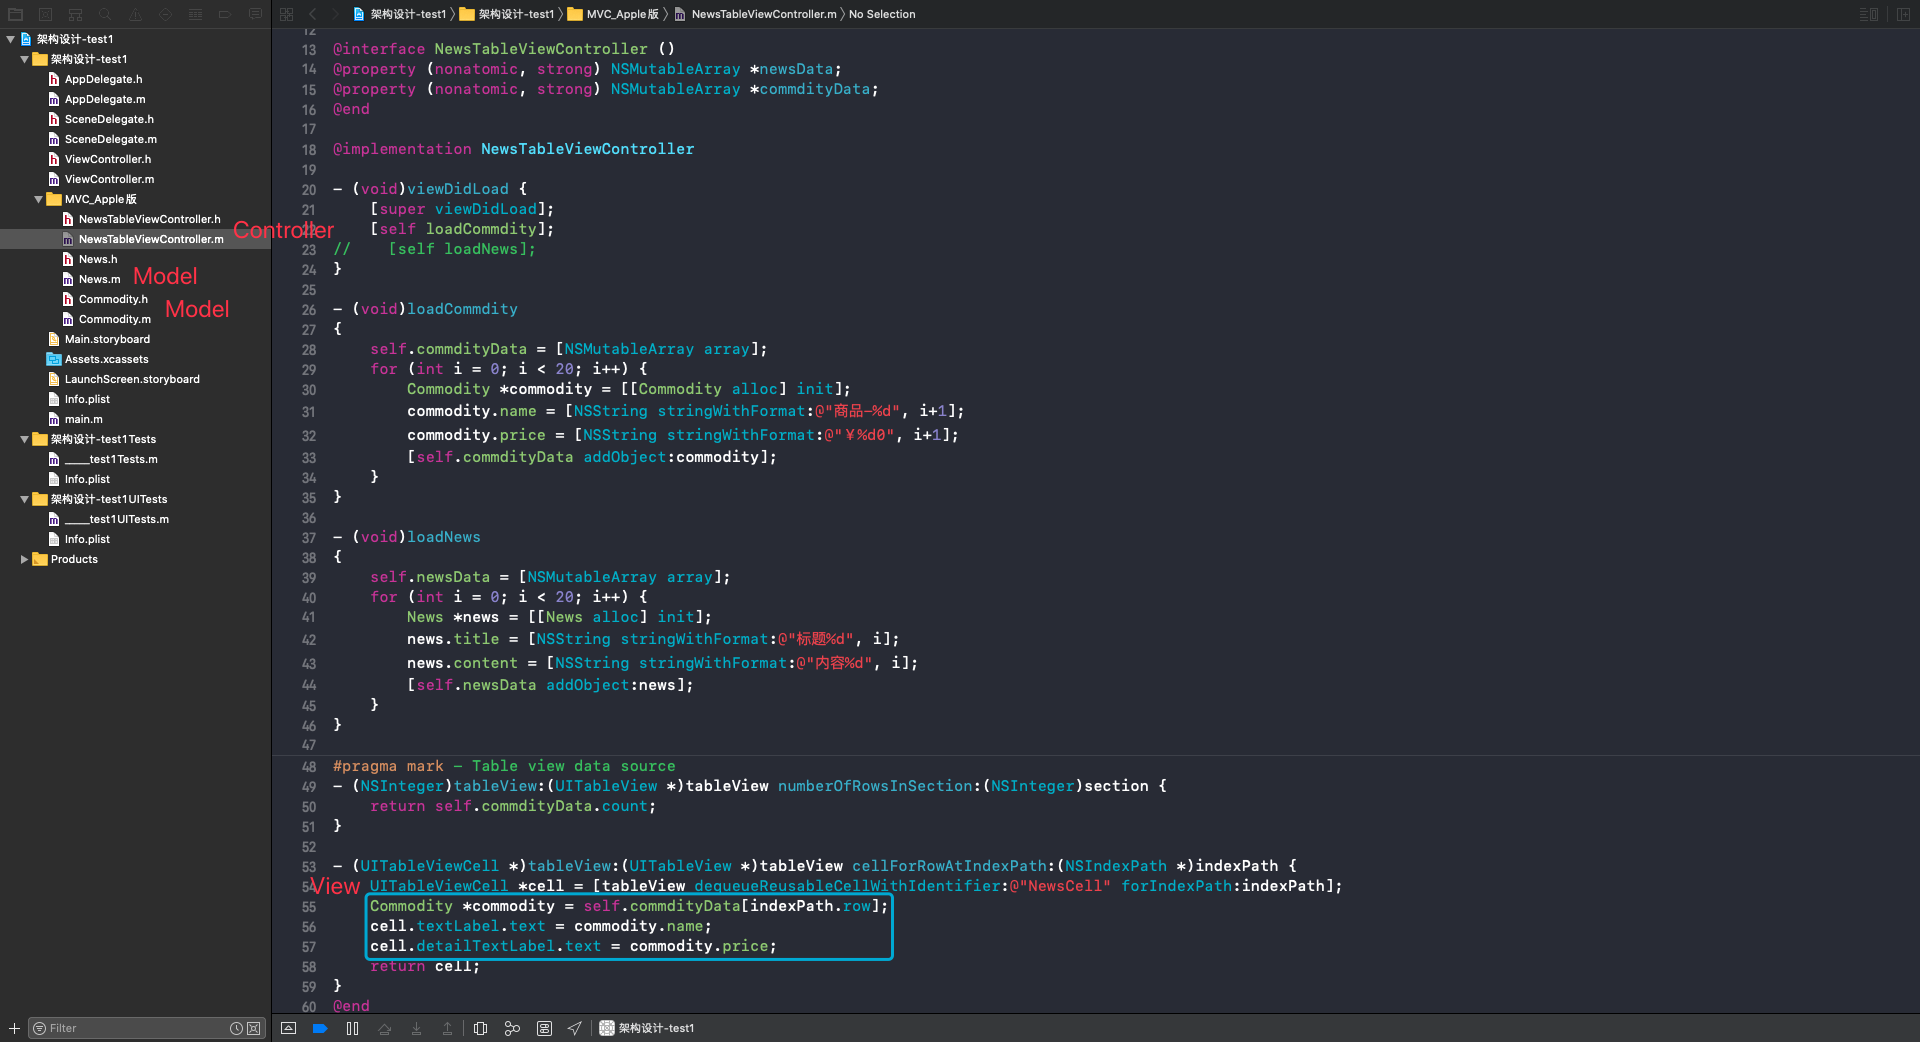 架构设计-test1 〉 架构设计-test1 〉 MVC_Apple版 〉 NewsTableViewController.m 〉 No Selection
架构设计-test1
架构设计-test1
AppDelegate.h
AppDelegate.m
SceneDelegate.h
SceneDelegate.m
ViewController.h
ViewController.m
MVC_Apple版
NewsTableViewController.h
NewsTableViewController.m Controller
News.h
News.m Model
Commodity.h Model
Commodity.m
Main.storyboard
Assets.xcassets
LaunchScreen.storyboard
Info.plist
main.m
架构设计-test1Tests
_____test1Tests.m
Info.plist
架构设计-test1UITests
_____test1UITests.m
Info.plist
Products
Filter
12
13 @interface NewsTableViewController ()
14 @property (nonatomic, strong) NSMutableArray *newsData;
15 @property (nonatomic, strong) NSMutableArray *commdityData;
16 @end
17
18 @implementation NewsTableViewController
19
20 - (void)viewDidLoad {
21 [super viewDidLoad];
22 [self loadCommdity];
23 // [self loadNews];
24 }
25
26 - (void)loadCommdity
27 {
28 self.commdityData = [NSMutableArray array];
29 for (int i = 0; i < 20; i++) {
30 Commodity *commodity = [[Commodity alloc] init];
31 commodity.name = [NSString stringWithFormat:@"商品-%d", i+1];
32 commodity.price = [NSString stringWithFormat:@"￥%d0", i+1];
33 [self.commdityData addObject:commodity];
34 }
35 }
36
37 - (void)loadNews
38 {
39 self.newsData = [NSMutableArray array];
40 for (int i = 0; i < 20; i++) {
41 News *news = [[News alloc] init];
42 news.title = [NSString stringWithFormat:@"标题%d", i];
43 news.content = [NSString stringWithFormat:@"内容%d", i];
44 [self.newsData addObject:news];
45 }
46 }
47
48 #pragma mark - Table view data source
49 - (NSInteger)tableView:(UITableView *)tableView numberOfRowsInSection:(NSInteger)section {
50 return self.commdityData.count;
51 }
52
53 - (UITableViewCell *)tableView:(UITableView *)tableView cellForRowAtIndexPath:(NSIndexPath *)indexPath {
54 View UITableViewCell *cell = [tableView dequeueReusableCellWithIdentifier:@"NewsCell" forIndexPath:indexPath];
55 Commodity *commodity = self.commdityData[indexPath.row];
56 cell.textLabel.text = commodity.name;
57 cell.detailTextLabel.text = commodity.price;
58 return cell;
59 }
60 @end
架构设计-test1